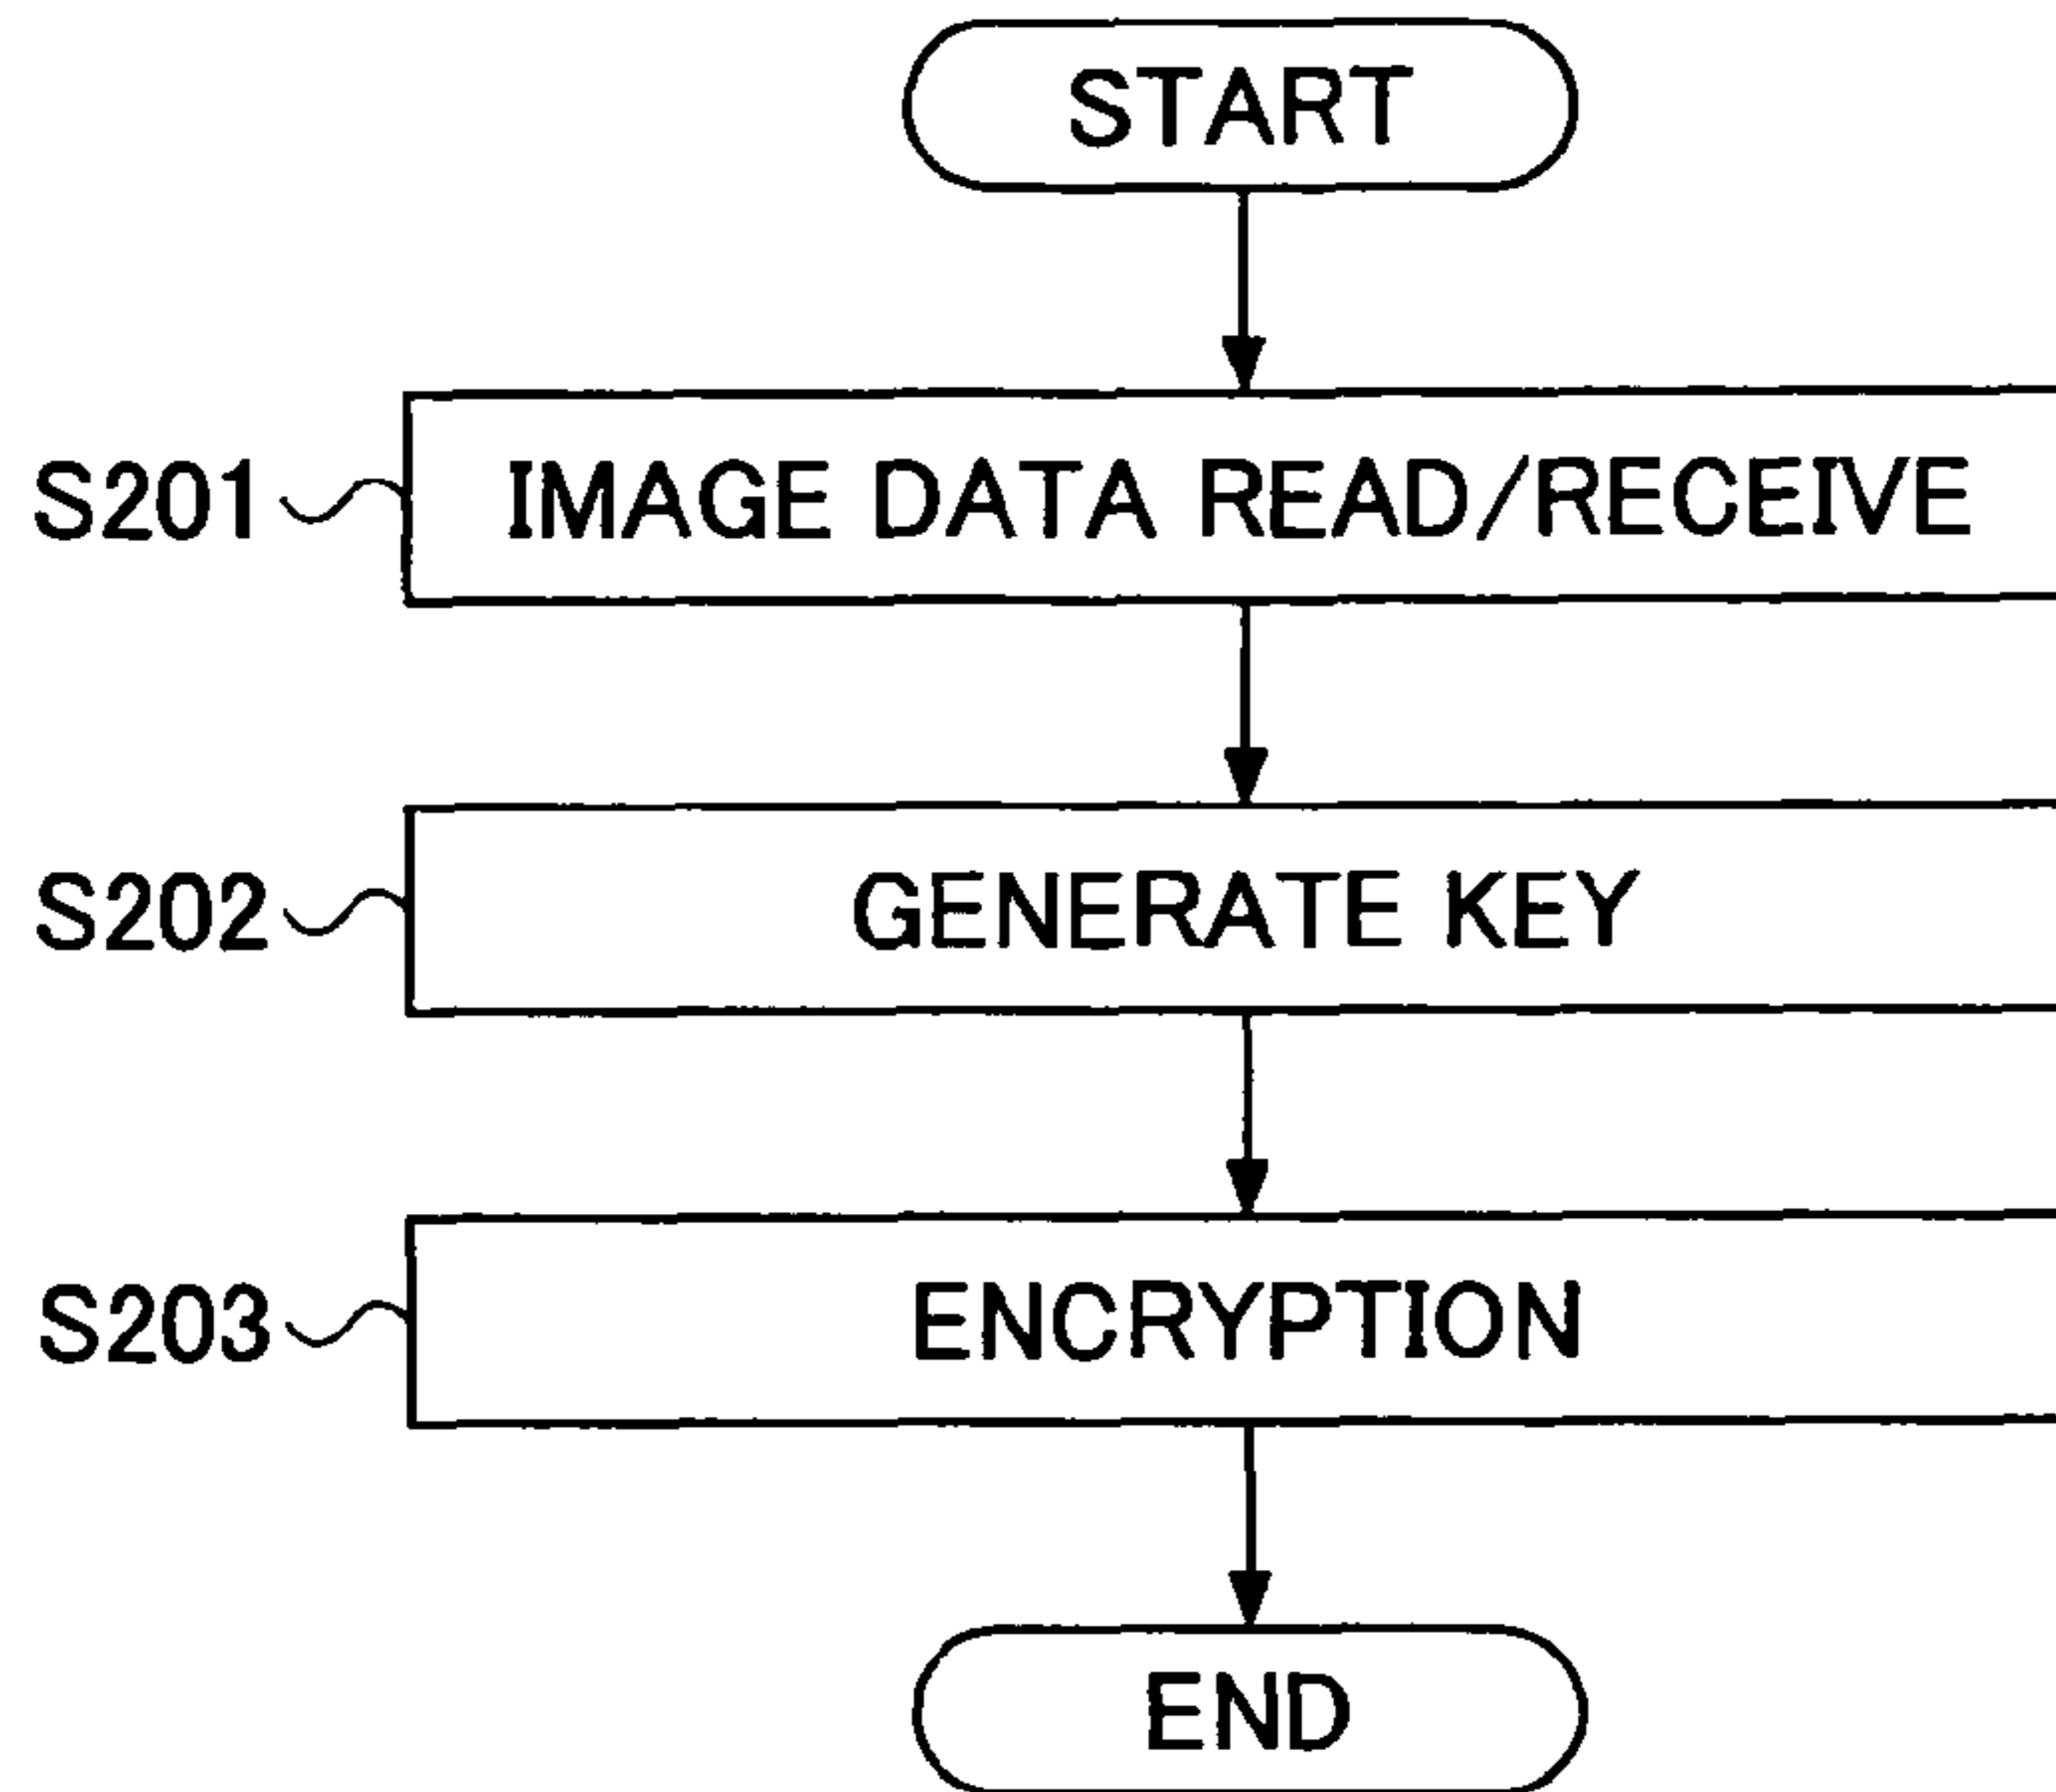 START
S201 IMAGE DATA READ/RECEIVE
S202 GENERATE KEY
S203 ENCRYPTION
END